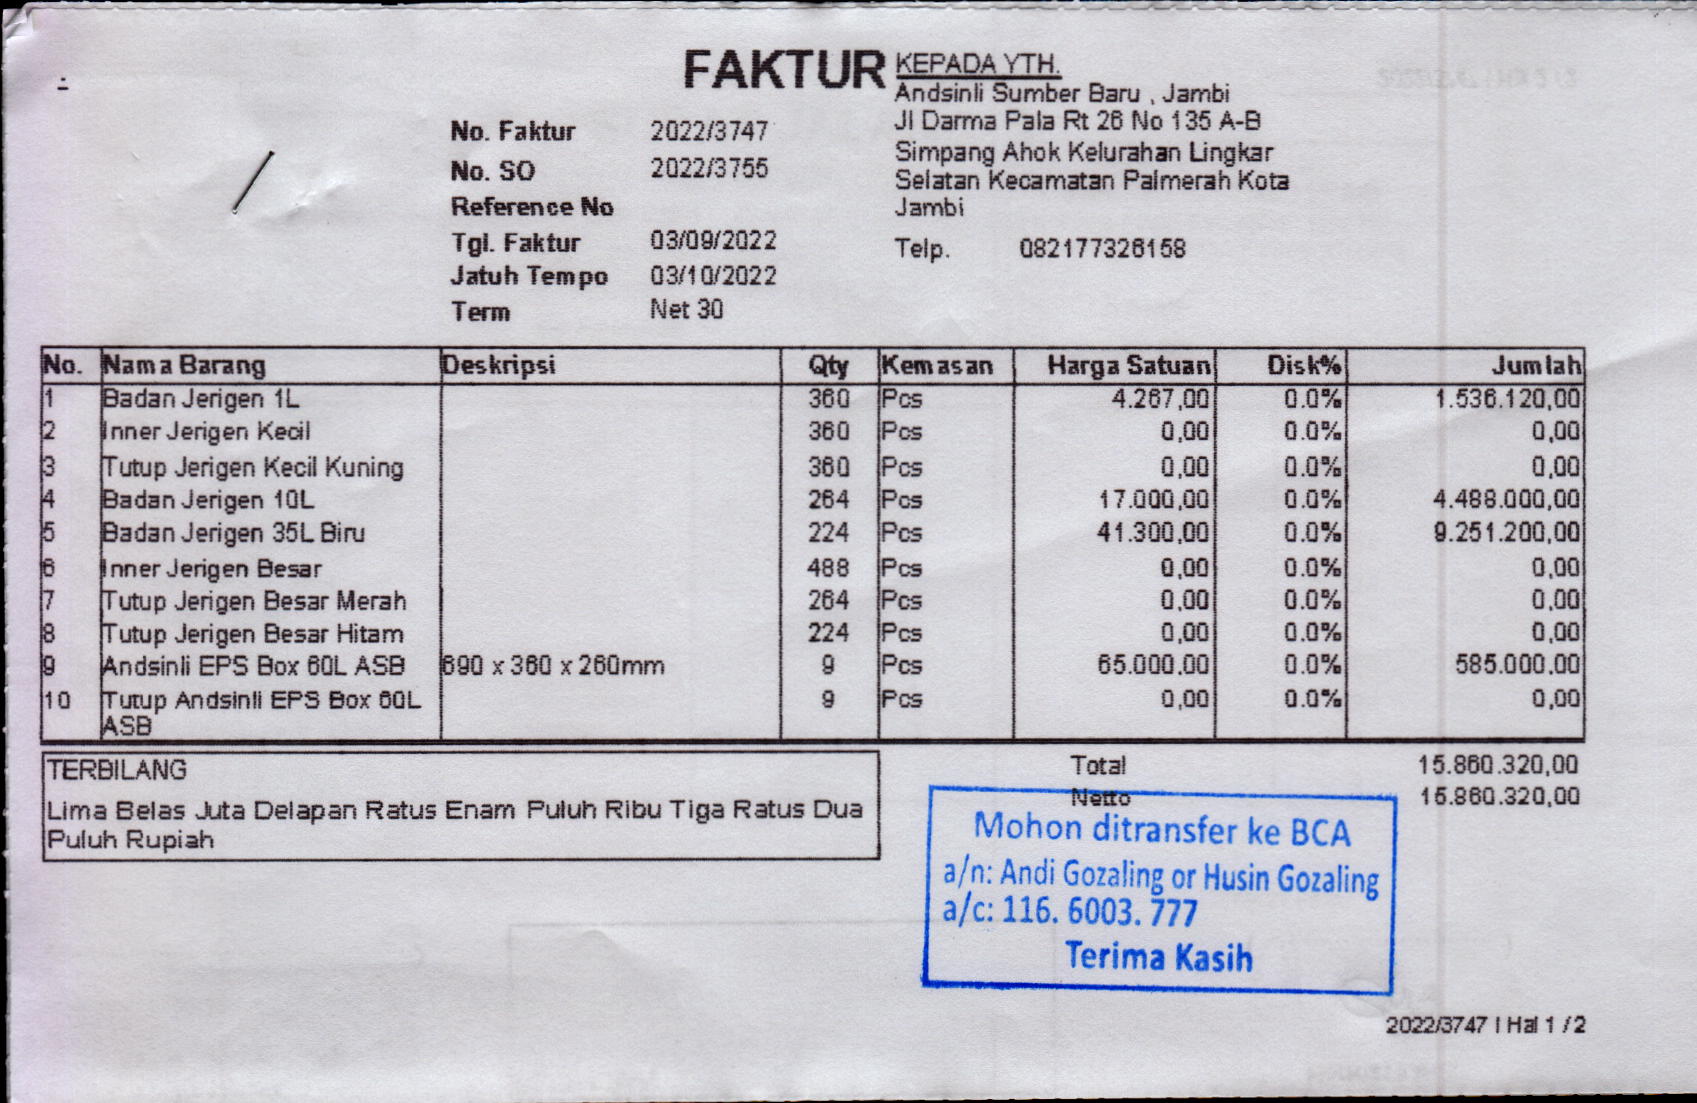 FAKTUR
No. Faktur 2022/3747
No. SO 2022/3755
Reference No
Tgl. Faktur 03/09/2022
Jatuh Tempo 03/10/2022
Term Net 30
KEPADA YTH.
Andsinli Sumber Baru , Jambi
Jl Darma Pala Rt 26 No 135 A-B
Simpang Ahok Kelurahan Lingkar
Selatan Kecamatan Palmerah Kota
Jambi
Telp. 082177326158
No. Nama Barang Deskripsi Qty Kemasan Harga Satuan Disk% Jumlah
1 Badan Jerigen 1L 360 Pcs 4.267,00 0.0% 1.536.120,00
2 Inner Jerigen Kecil 360 Pcs 0,00 0.0% 0,00
3 Tutup Jerigen Kecil Kuning 360 Pcs 0,00 0.0% 0,00
4 Badan Jerigen 10L 264 Pcs 17.000,00 0.0% 4.488.000,00
5 Badan Jerigen 35L Biru 224 Pcs 41.300,00 0.0% 9.251.200,00
6 Inner Jerigen Besar 488 Pcs 0,00 0.0% 0,00
7 Tutup Jerigen Besar Merah 264 Pcs 0,00 0.0% 0,00
8 Tutup Jerigen Besar Hitam 224 Pcs 0,00 0.0% 0,00
9 Andsinli EPS Box 60L ASB 690 x 360 x 260mm 9 Pcs 65.000,00 0.0% 585.000,00
10 Tutup Andsinli EPS Box 60L 9 Pcs 0,00 0.0% 0,00
ASB
TERBILANG
Lima Belas Juta Delapan Ratus Enam Puluh Ribu Tiga Ratus Dua
Puluh Rupiah
Total 15.860.320,00
Netto 15.860.320,00
Mohon ditransfer ke BCA
a/n: Andi Gozaling or Husin Gozaling
a/c: 116. 6003. 777
Terima Kasih
2022/3747 | Hal 1 / 2